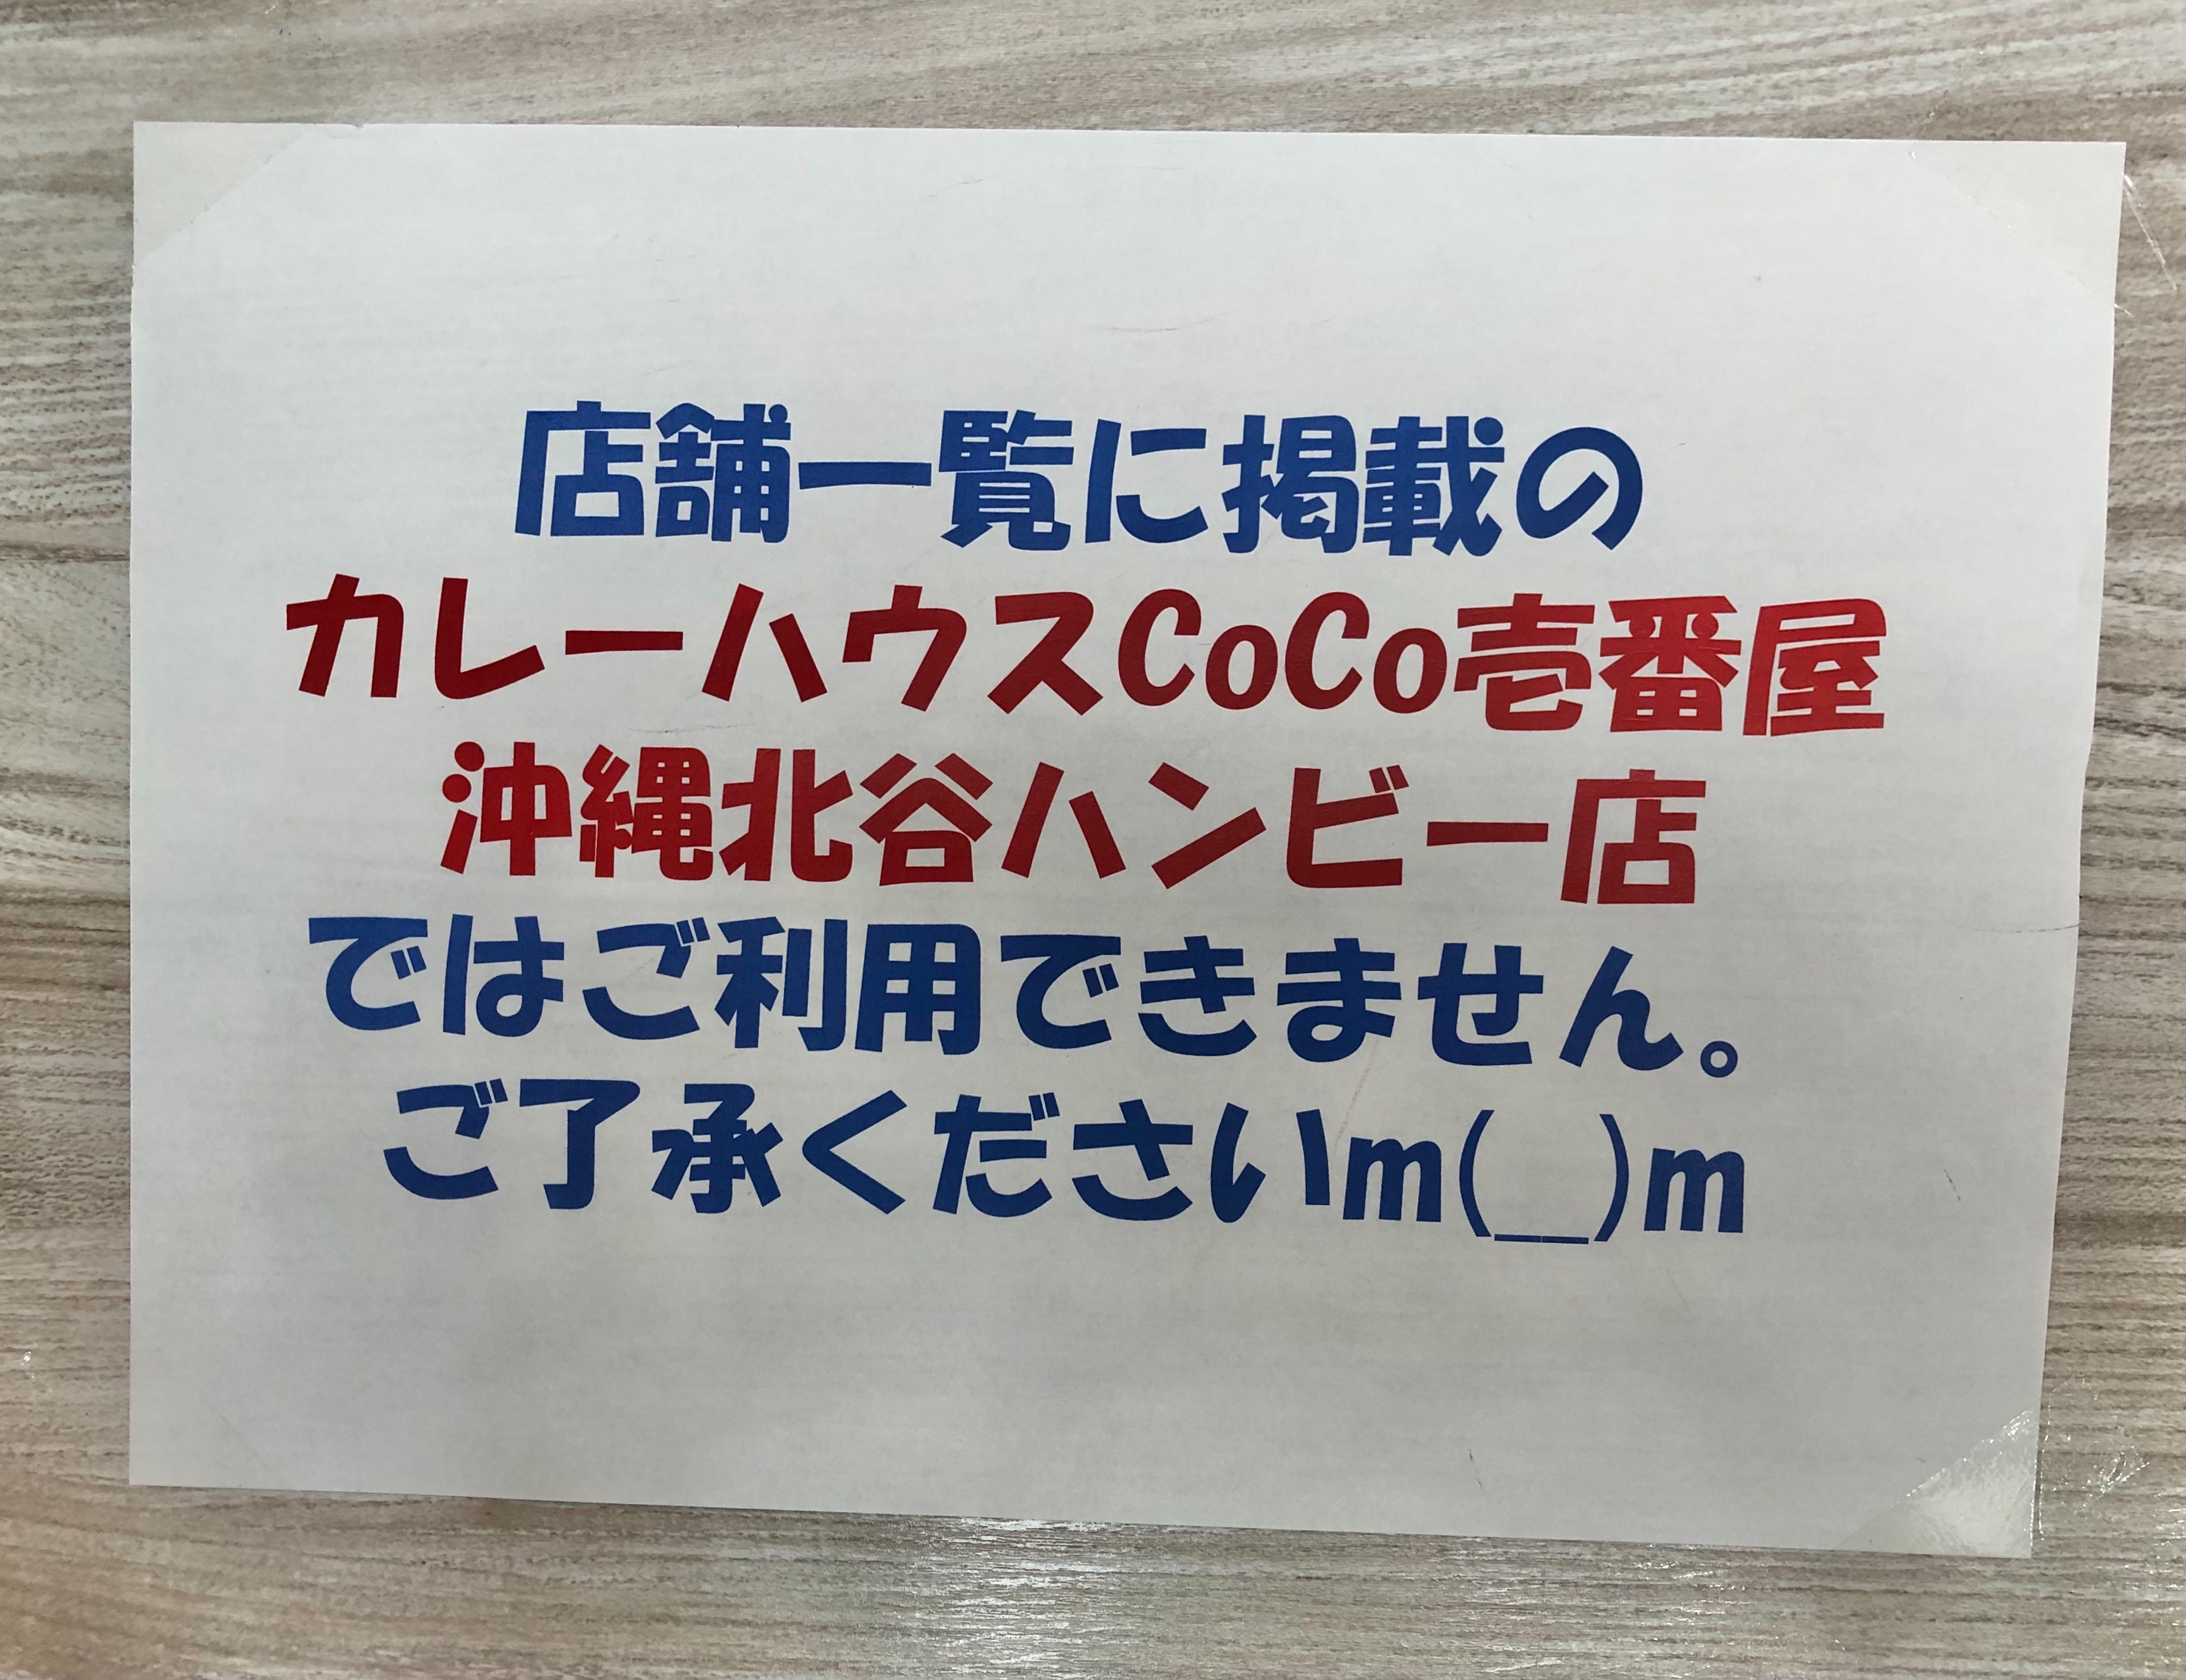 店舗一覧に掲載の
カレーハウスCoCo壱番屋
沖縄北谷ハンビー店
ではご利用できません。
ご了承くださいm(__)m